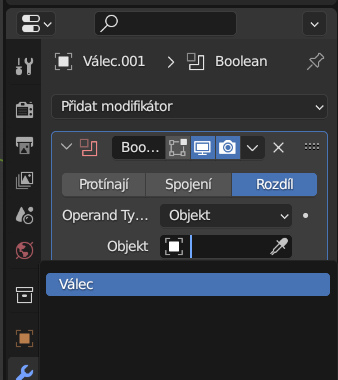 Válec.001 > Boolean
Přidat modifikátor
Boo...
Protínají Spojení Rozdíl
Operand Ty... Objekt
Objekt
Válec